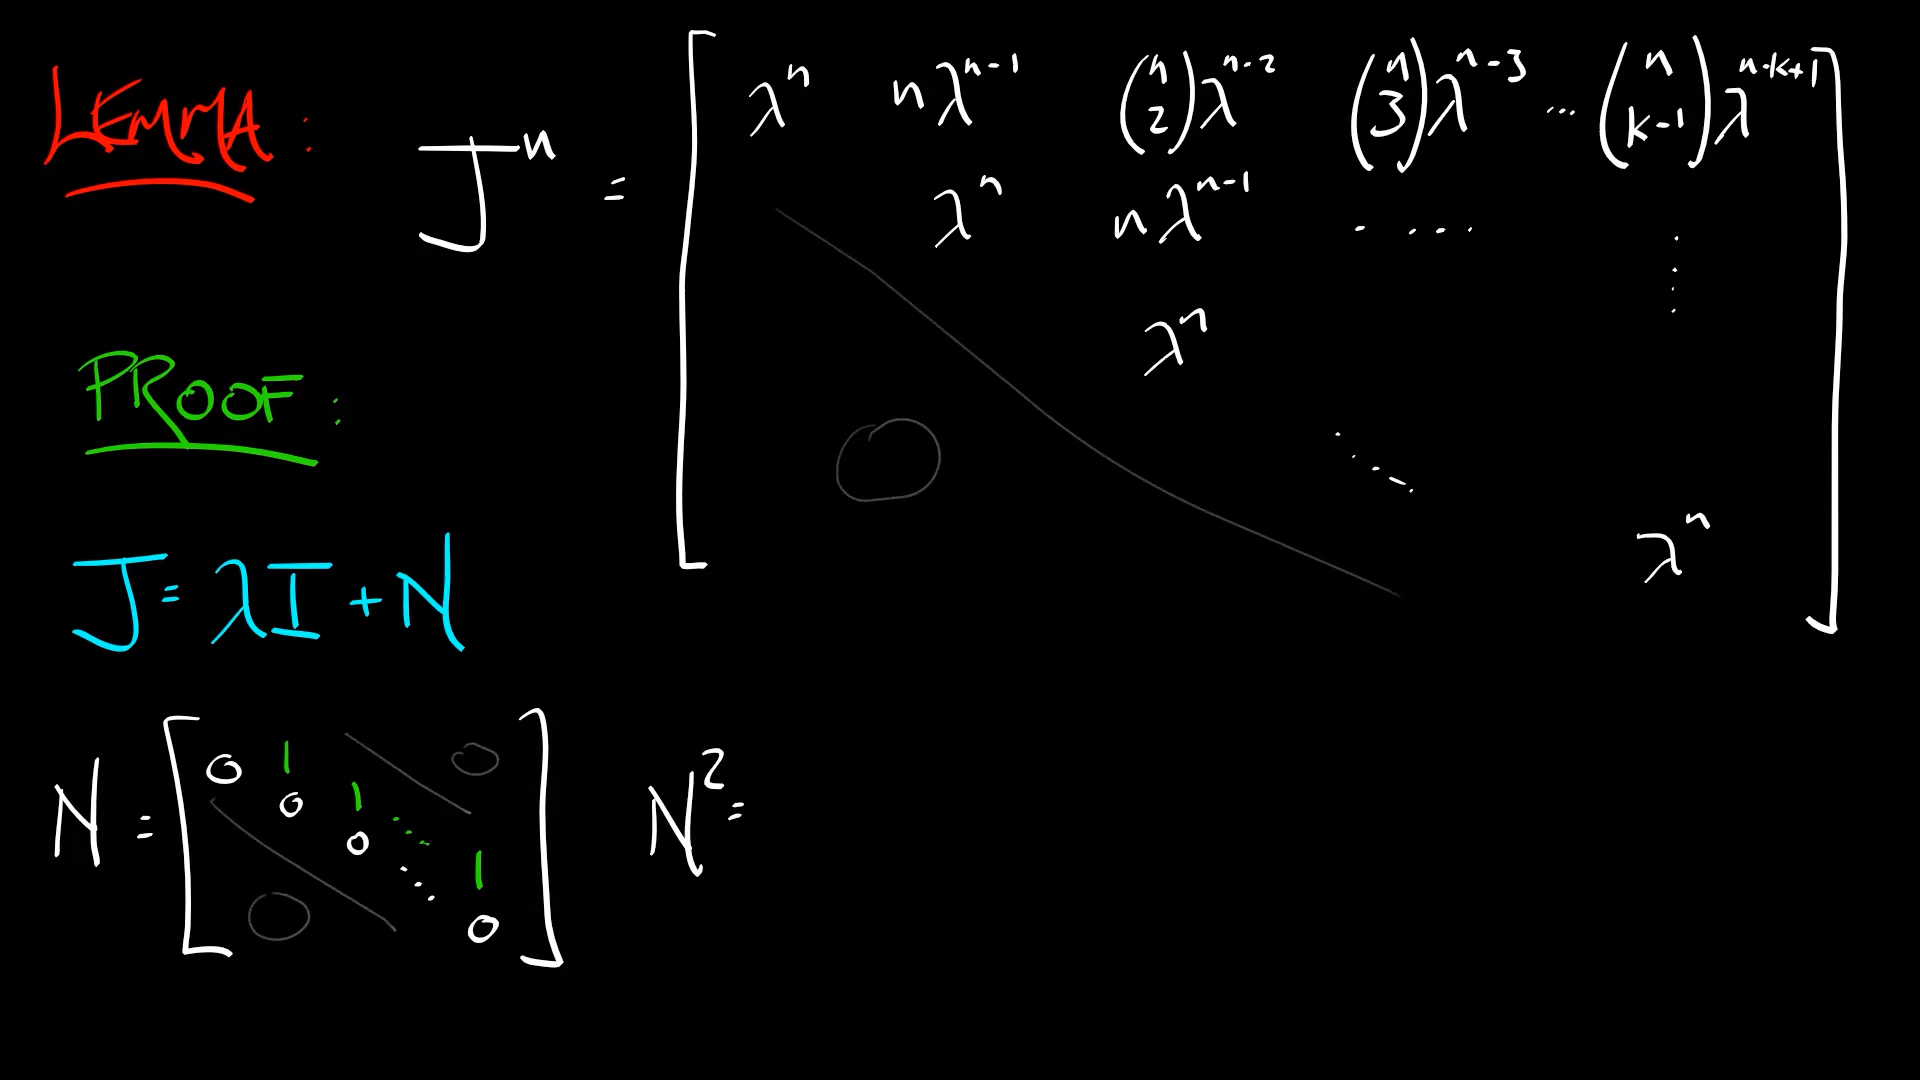 LEMMA:
J^n = [ λ^n  nλ^{n-1}  (n 2)λ^{n-2}  (n 3)λ^{n-3} ... (n k-1)λ^{n-k+1}
λ^n  nλ^{n-1}  . ...  ⋮
λ^n
⋱
0
λ^n ]
PROOF:
J = λI + N
N = [ 0 1 0
0 1 ⋱
0 ⋱ 1
0 0 ]
N^2 =